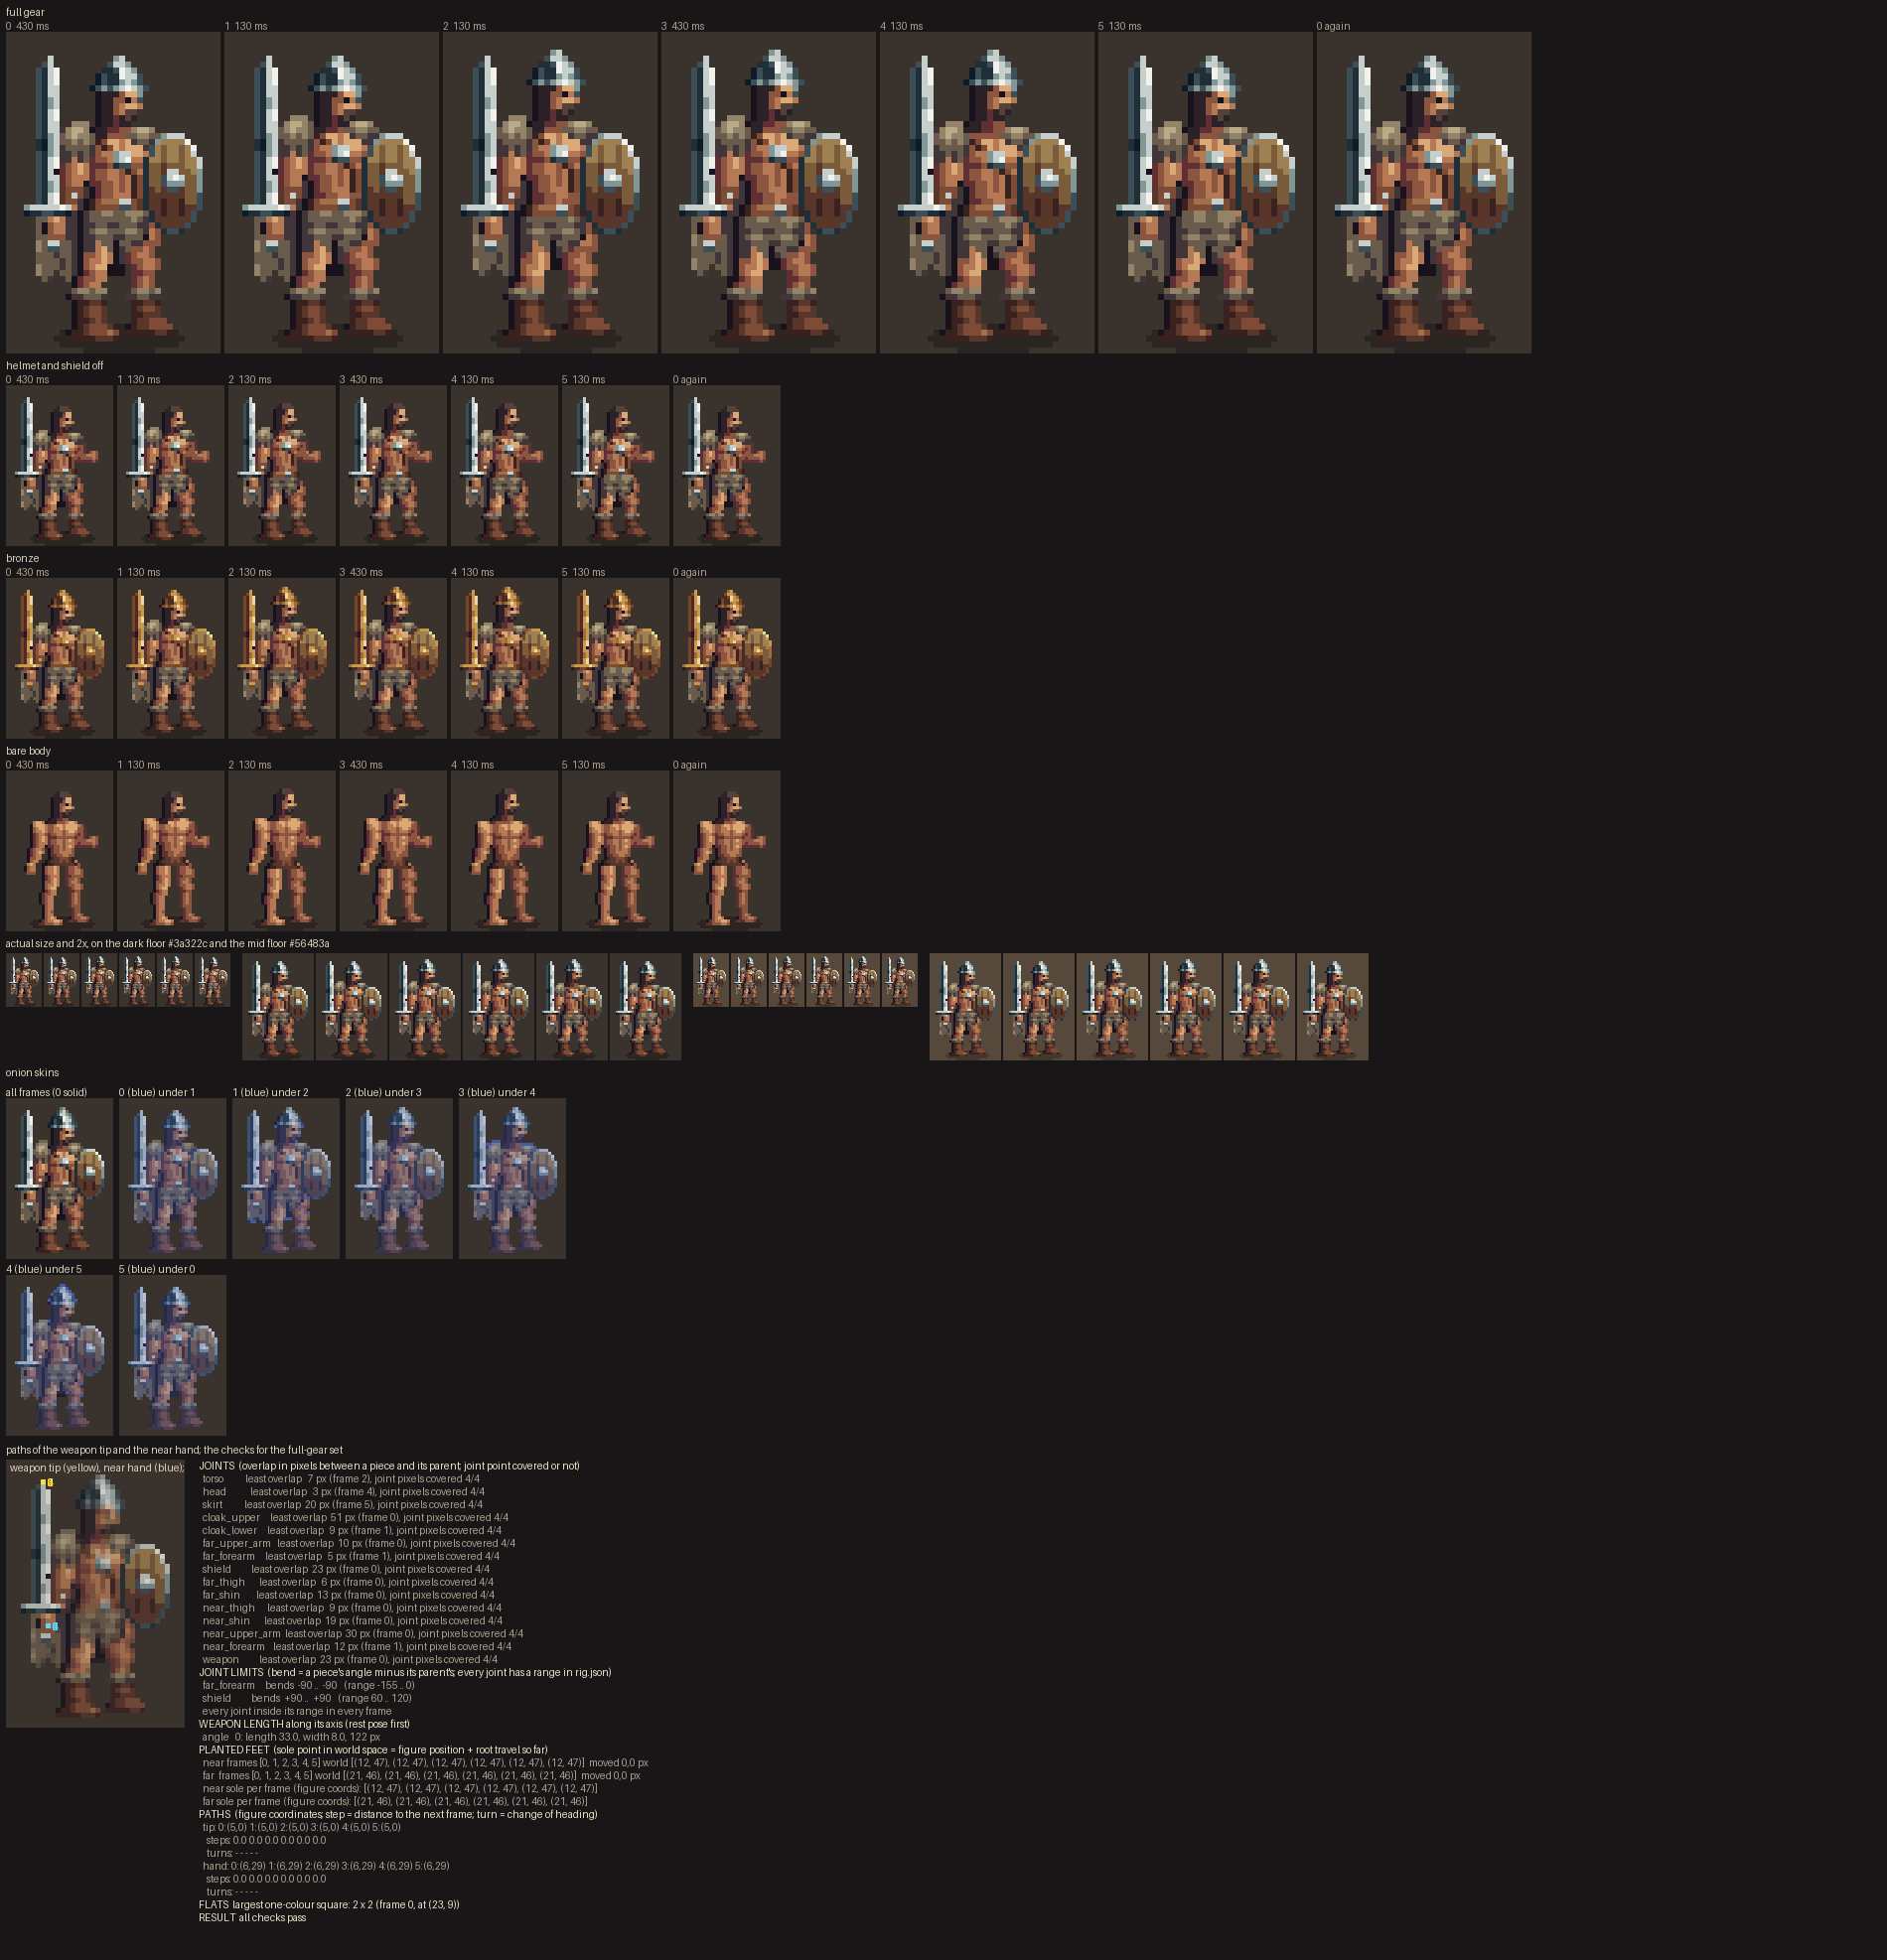 full gear
0 430 ms 1 130 ms 2 130 ms 3 430 ms 4 130 ms 5 130 ms 0 again
helmet and shield off
0 430 ms 1 130 ms 2 130 ms 3 430 ms 4 130 ms 5 130 ms 0 again
bronze
0 430 ms 1 130 ms 2 130 ms 3 430 ms 4 130 ms 5 130 ms 0 again
bare body
0 430 ms 1 130 ms 2 130 ms 3 430 ms 4 130 ms 5 130 ms 0 again
actual size and 2x, on the dark floor #3a322c and the mid floor #56483a
onion skins
all frames (0 solid) 0 (blue) under 1 1 (blue) under 2 2 (blue) under 3 3 (blue) under 4
4 (blue) under 5 5 (blue) under 0
paths of the weapon tip and the near hand; the checks for the full-gear set
weapon tip (yellow), near hand (blue);
JOINTS (overlap in pixels between a piece and its parent; joint point covered or not)
torso least overlap 7 px (frame 2), joint pixels covered 4/4
head least overlap 3 px (frame 4), joint pixels covered 4/4
skirt least overlap 20 px (frame 5), joint pixels covered 4/4
cloak_upper least overlap 51 px (frame 0), joint pixels covered 4/4
cloak_lower least overlap 9 px (frame 1), joint pixels covered 4/4
far_upper_arm least overlap 10 px (frame 0), joint pixels covered 4/4
far_forearm least overlap 5 px (frame 1), joint pixels covered 4/4
shield least overlap 23 px (frame 0), joint pixels covered 4/4
far_thigh least overlap 6 px (frame 0), joint pixels covered 4/4
far_shin least overlap 13 px (frame 0), joint pixels covered 4/4
near_thigh least overlap 9 px (frame 0), joint pixels covered 4/4
near_shin least overlap 19 px (frame 0), joint pixels covered 4/4
near_upper_arm least overlap 30 px (frame 0), joint pixels covered 4/4
near_forearm least overlap 12 px (frame 1), joint pixels covered 4/4
weapon least overlap 23 px (frame 0), joint pixels covered 4/4
JOINT LIMITS (bend = a piece's angle minus its parent's; every joint has a range in rig.json)
far_forearm bends -90 .. -90 (range -155 .. 0)
shield bends +90 .. +90 (range 60 .. 120)
every joint inside its range in every frame
WEAPON LENGTH along its axis (rest pose first)
angle 0: length 33.0, width 8.0, 122 px
PLANTED FEET (sole point in world space = figure position + root travel so far)
near frames [0, 1, 2, 3, 4, 5] world [(12, 47), (12, 47), (12, 47), (12, 47), (12, 47), (12, 47)] moved 0,0 px
far frames [0, 1, 2, 3, 4, 5] world [(21, 46), (21, 46), (21, 46), (21, 46), (21, 46), (21, 46)] moved 0,0 px
near sole per frame (figure coords): [(12, 47), (12, 47), (12, 47), (12, 47), (12, 47), (12, 47)]
far sole per frame (figure coords): [(21, 46), (21, 46), (21, 46), (21, 46), (21, 46), (21, 46)]
PATHS (figure coordinates; step = distance to the next frame; turn = change of heading)
tip: 0:(5,0) 1:(5,0) 2:(5,0) 3:(5,0) 4:(5,0) 5:(5,0)
steps: 0.0 0.0 0.0 0.0 0.0 0.0
turns: - - - - -
hand: 0:(6,29) 1:(6,29) 2:(6,29) 3:(6,29) 4:(6,29) 5:(6,29)
steps: 0.0 0.0 0.0 0.0 0.0 0.0
turns: - - - - -
FLATS largest one-colour square: 2 x 2 (frame 0, at (23, 9))
RESULT all checks pass